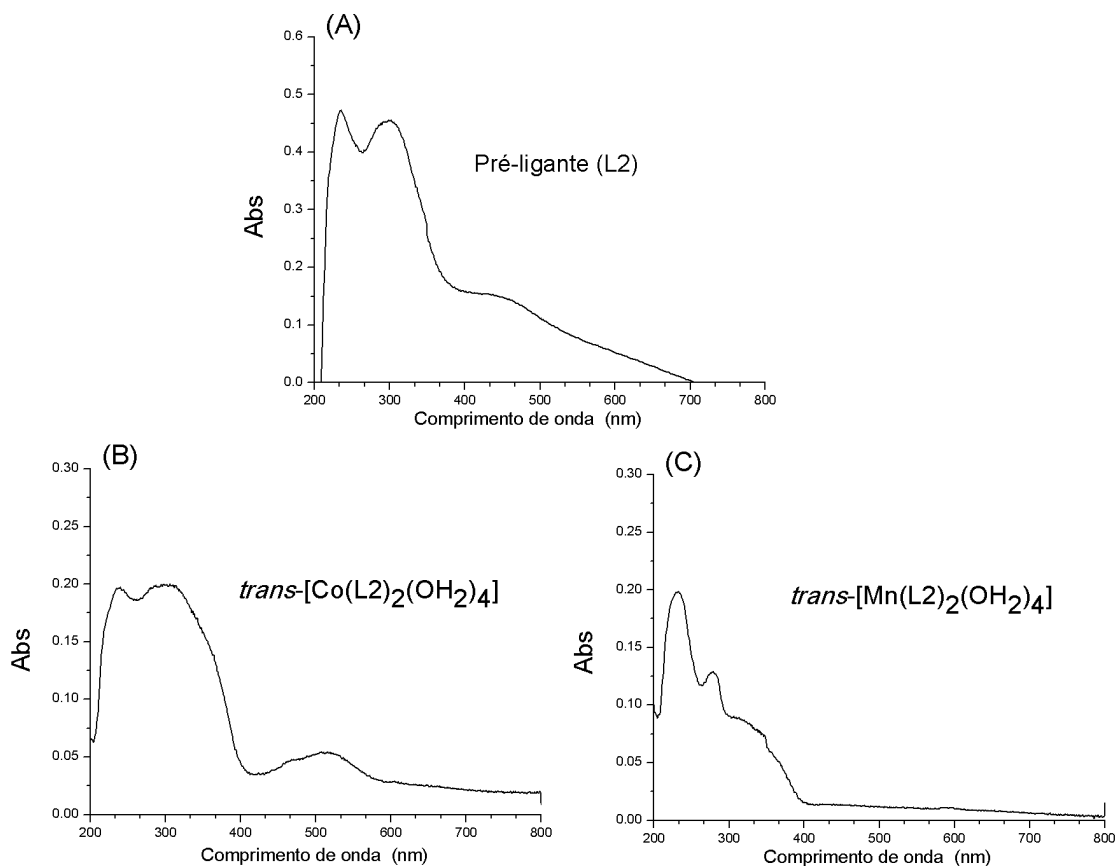 (A)
0.6
0.5
0.4
0.3
0.2
0.1
0.0
Abs
Pré-ligante (L2)
200 300 400 500 600 700 800
Comprimento de onda (nm)
(B)
0.30
0.25
0.20
0.15
0.10
0.05
0.00
Abs
trans-[Co(L2)2(OH2)4]
200 300 400 500 600 700 800
Comprimento de onda (nm)
(C)
0.30
0.25
0.20
0.15
0.10
0.05
0.00
Abs
trans-[Mn(L2)2(OH2)4]
200 300 400 500 600 700 800
Comprimento de onda (nm)